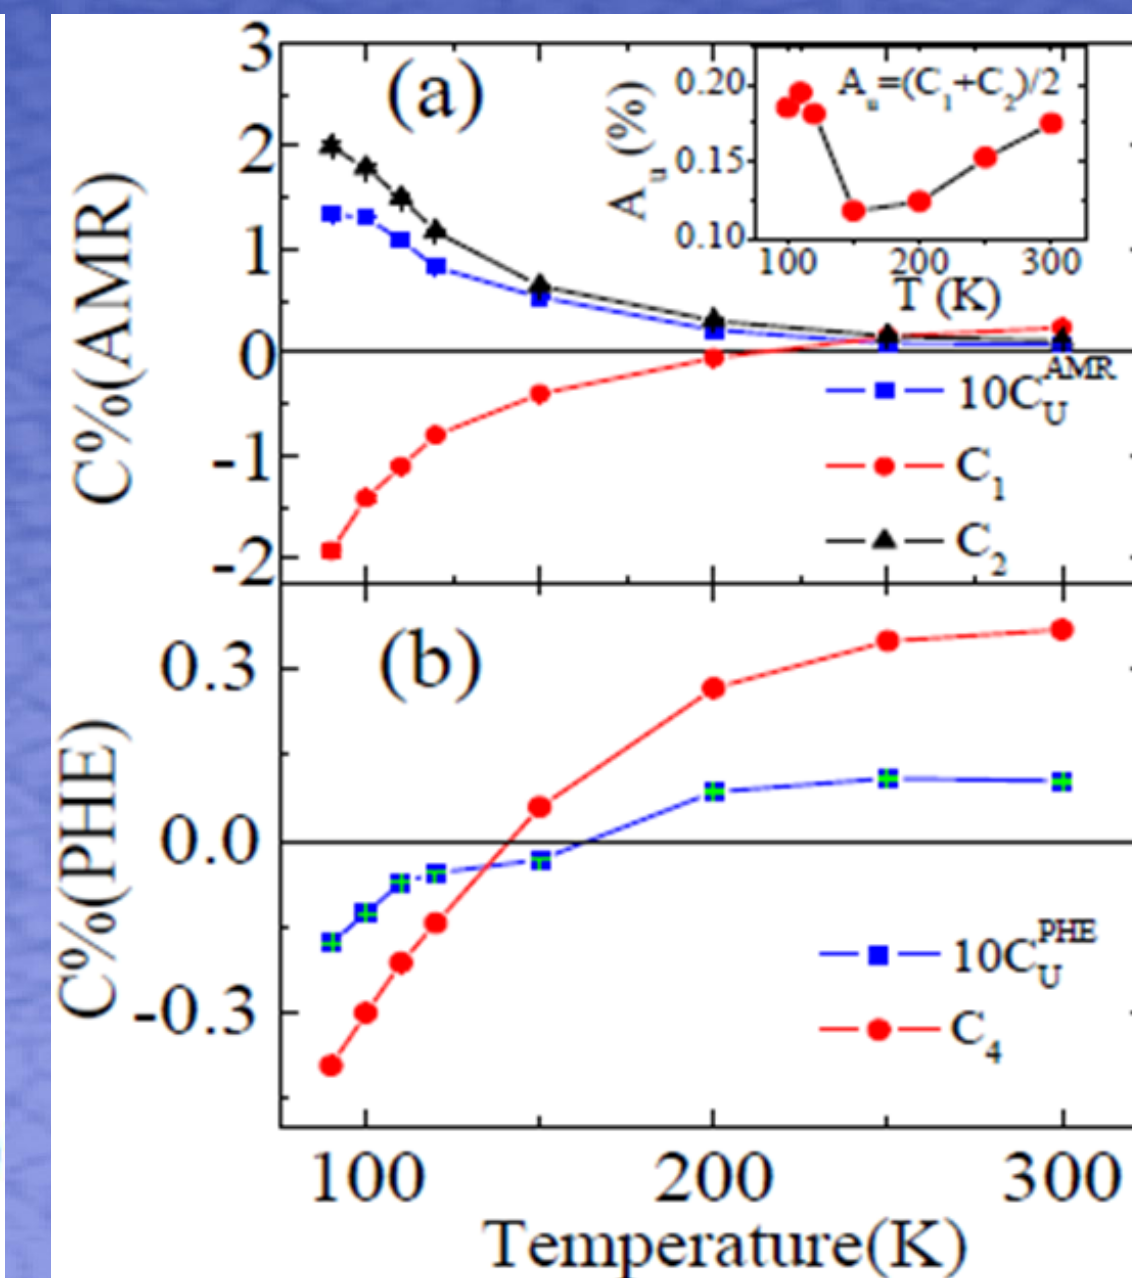 (a)
C%(AMR)
3
2
1
0
-1
-2
A_u (%)
0.20
0.15
0.10
A_u=(C_1+C_2)/2
100 200 300
T (K)
10C_U^AMR
C_1
C_2
(b)
C%(PHE)
0.3
0.0
-0.3
10C_U^PHE
C_4
100 200 300
Temperature(K)